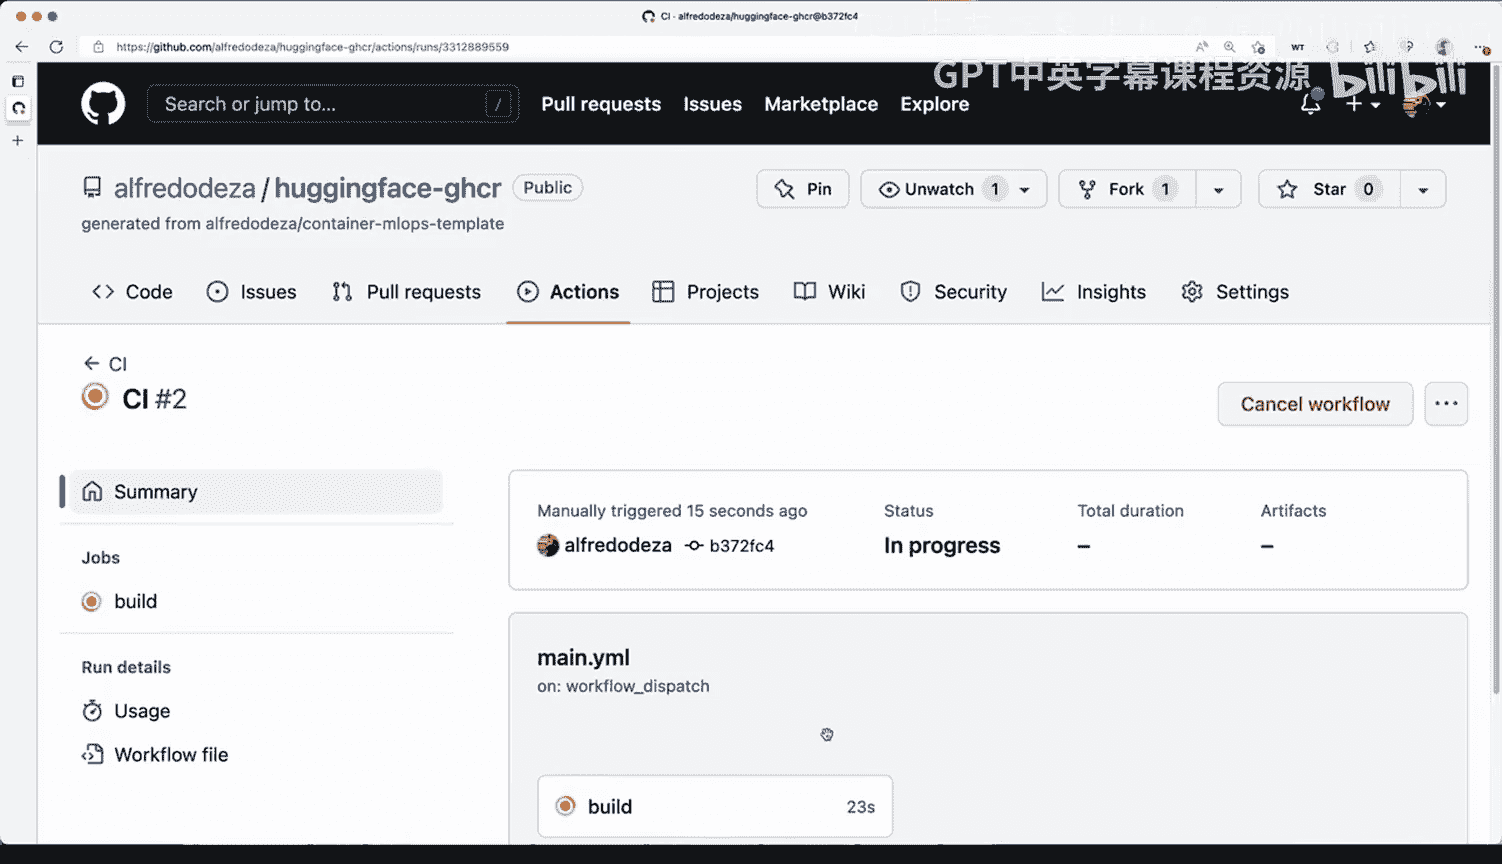 CI · alfredodeza/huggingface-ghcr@b372fc4
https://github.com/alfredodeza/huggingface-ghcr/actions/runs/3312889559
WT
GPT中英字幕课程资源 bilibili
Search or jump to... /
Pull requests Issues Marketplace Explore
alfredodeza / huggingface-ghcr Public
Pin
Unwatch 1
Fork 1
Star 0
generated from alfredodeza/container-mlops-template
Code Issues Pull requests Actions Projects Wiki Security Insights Settings
← CI
CI #2
Cancel workflow ...
Summary
Jobs
build
Run details
Usage
Workflow file
Manually triggered 15 seconds ago
alfredodeza b372fc4
Status
In progress
Total duration
–
Artifacts
–
main.yml
on: workflow_dispatch
build 23s